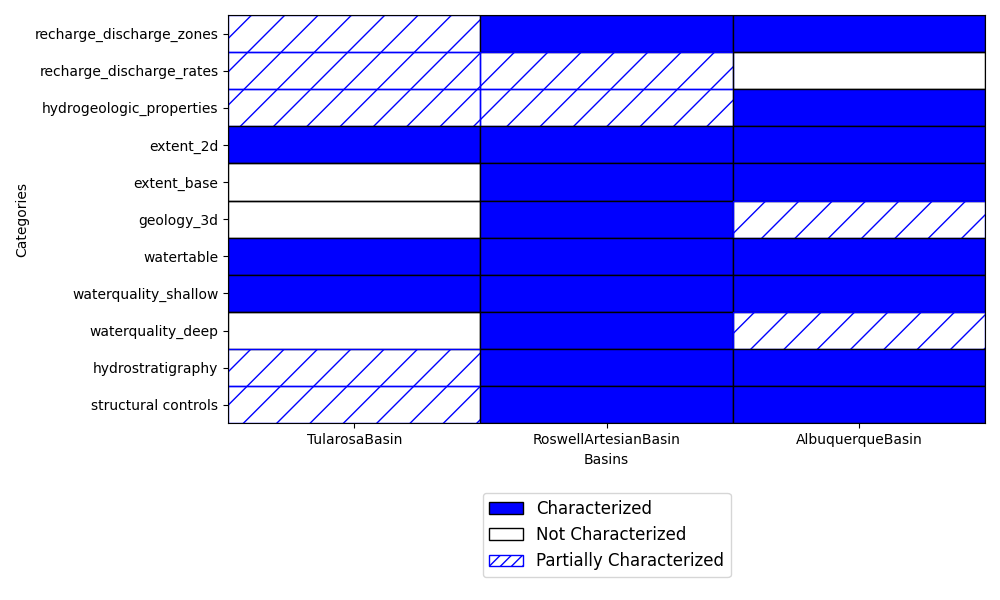 recharge_discharge_zones
recharge_discharge_rates
hydrogeologic_properties
extent_2d
extent_base
geology_3d
watertable
waterquality_shallow
waterquality_deep
hydrostratigraphy
structural controls
Categories
TularosaBasin RoswellArtesianBasin AlbuquerqueBasin
Basins
Characterized
Not Characterized
Partially Characterized